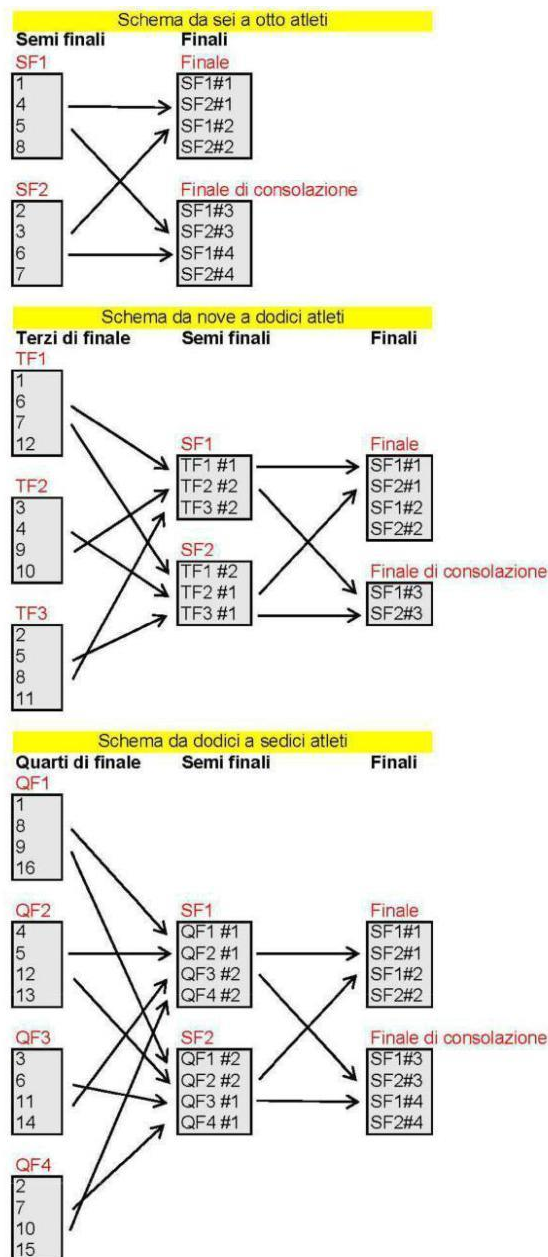 Schema da sei a otto atleti
Semi finali
Finali
SF1
1
4
5
8
Finale
SF1#1
SF2#1
SF1#2
SF2#2
SF2
2
3
6
7
Finale di consolazione
SF1#3
SF2#3
SF1#4
SF2#4
Schema da nove a dodici atleti
Terzi di finale
Semi finali
Finali
TF1
1
6
7
12
TF2
3
4
9
10
TF3
2
5
8
11
SF1
TF1 #1
TF2 #2
TF3 #2
SF2
TF1 #2
TF2 #1
TF3 #1
Finale
SF1#1
SF2#1
SF1#2
SF2#2
Finale di consolazione
SF1#3
SF2#3
Schema da dodici a sedici atleti
Quarti di finale
Semi finali
Finali
QF1
1
8
9
16
QF2
4
5
12
13
QF3
3
6
11
14
QF4
2
7
10
15
SF1
QF1 #1
QF2 #1
QF3 #2
QF4 #2
SF2
QF1 #2
QF2 #2
QF3 #1
QF4 #1
Finale
SF1#1
SF2#1
SF1#2
SF2#2
Finale di consolazione
SF1#3
SF2#3
SF1#4
SF2#4